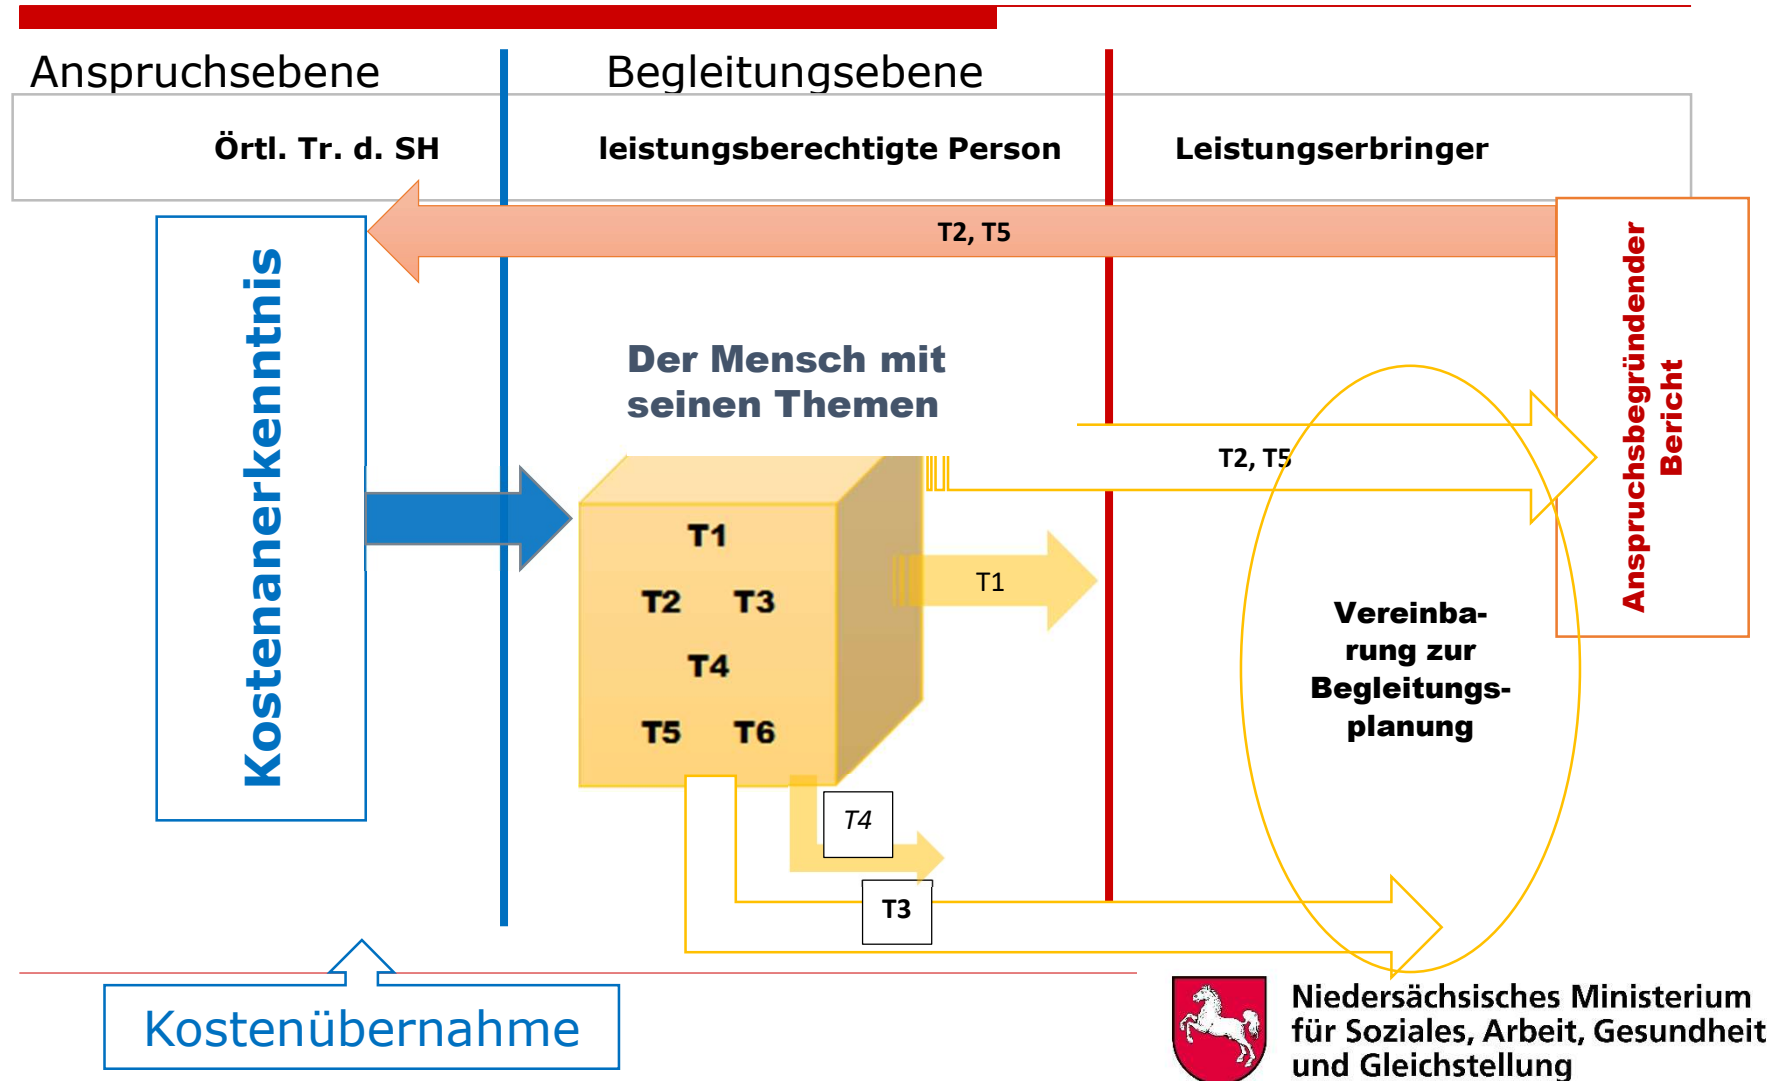 Anspruchsebene
Begleitungsebene
Örtl. Tr. d. SH
leistungsberechtigte Person
Leistungserbringer
T2, T5
Kostenanerkenntnis
Anspruchsbegründender
Bericht
Der Mensch mit
seinen Themen
T2, T5
T1
T2 T3
T4
T5 T6
T1
Vereinba-
rung zur
Begleitungs-
planung
T4
T3
Kostenübernahme
Niedersächsisches Ministerium
für Soziales, Arbeit, Gesundheit
und Gleichstellung